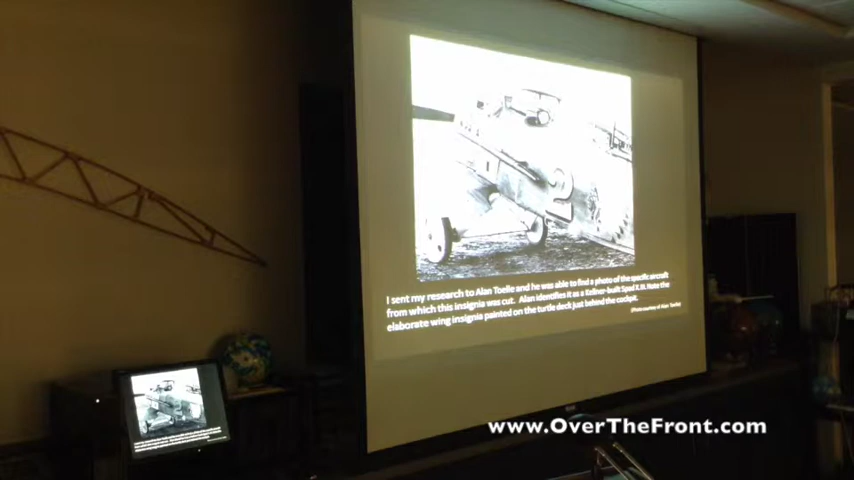 2
I sent my research to Alan Toelle and he was able to find a photo of the specific aircraft
from which this insignia was cut. Alan identifies it as a Kellner-built Spad X.III. Note the
elaborate wing insignia painted on the turtle deck just behind the cockpit.
(Photo courtesy of Alan Toelle)
www.OverTheFront.com